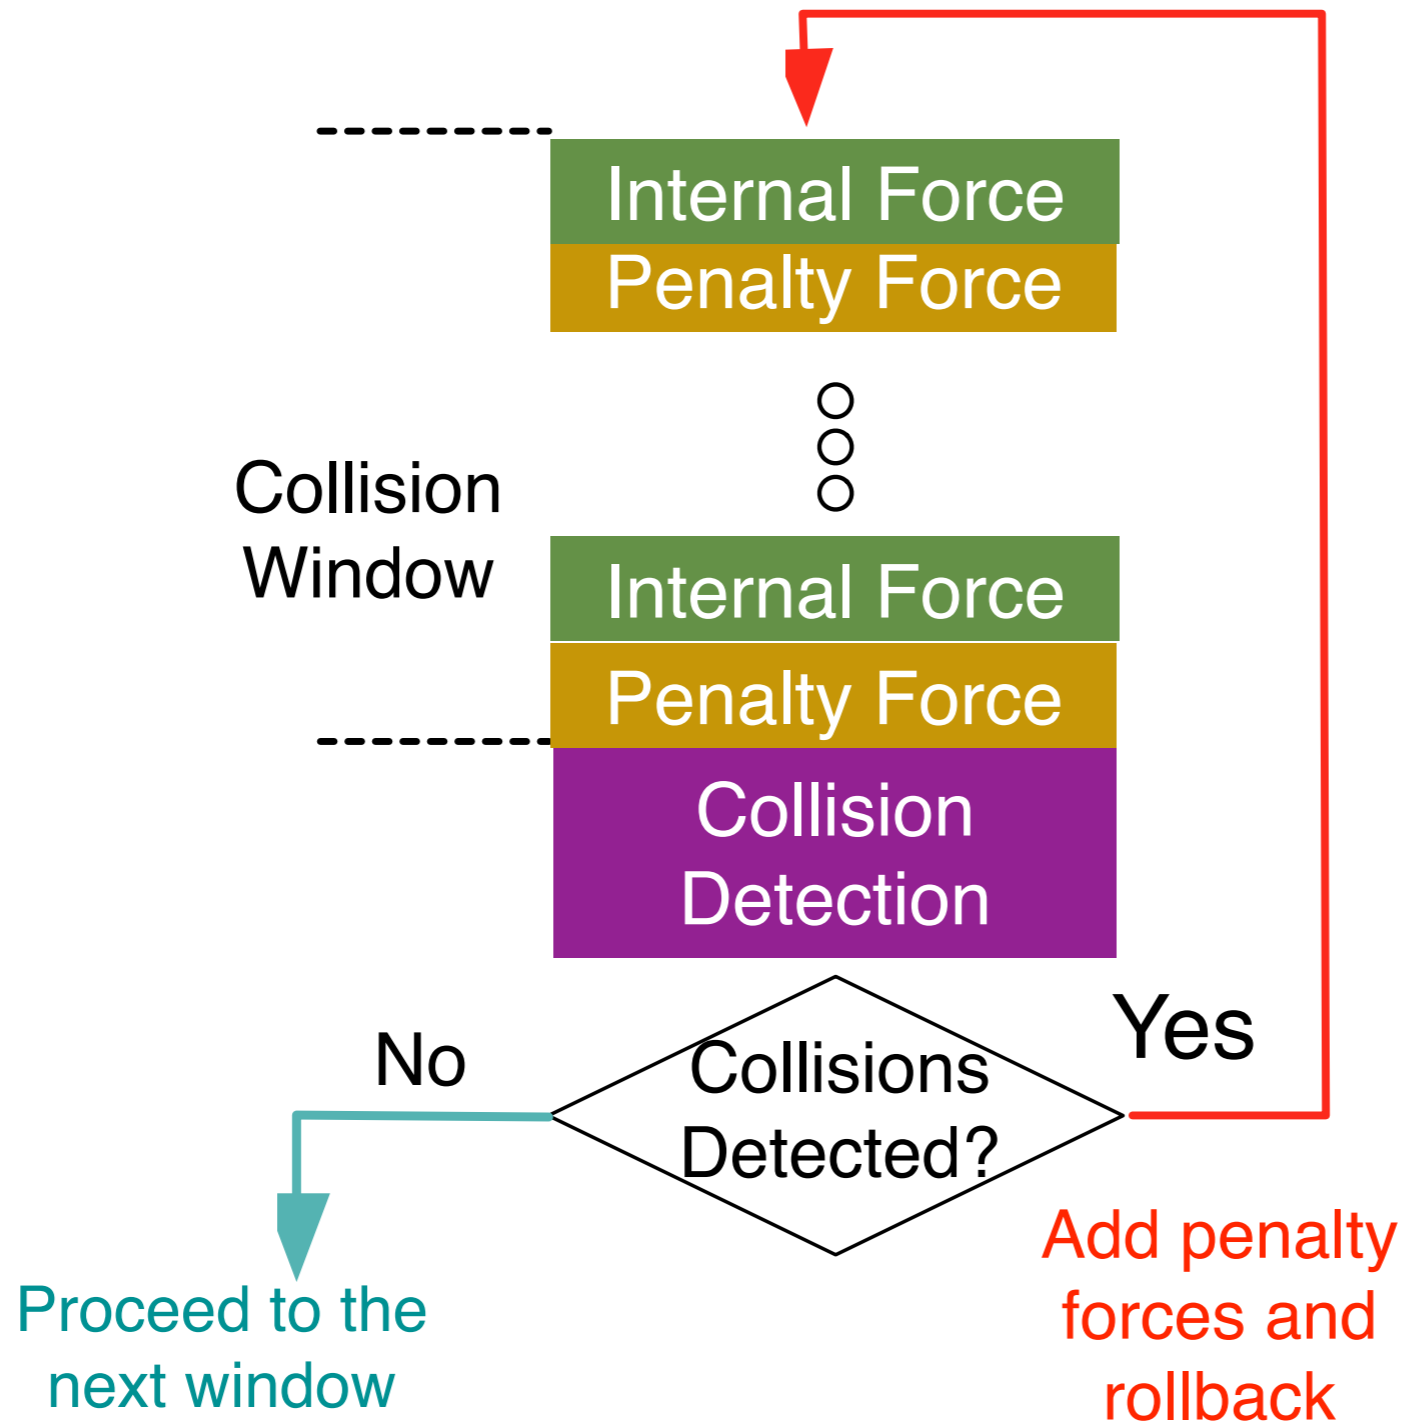 Internal Force
Penalty Force
Collision
Window
Internal Force
Penalty Force
Collision
Detection
No
Collisions
Detected?
Yes
Proceed to the
next window
Add penalty
forces and
rollback